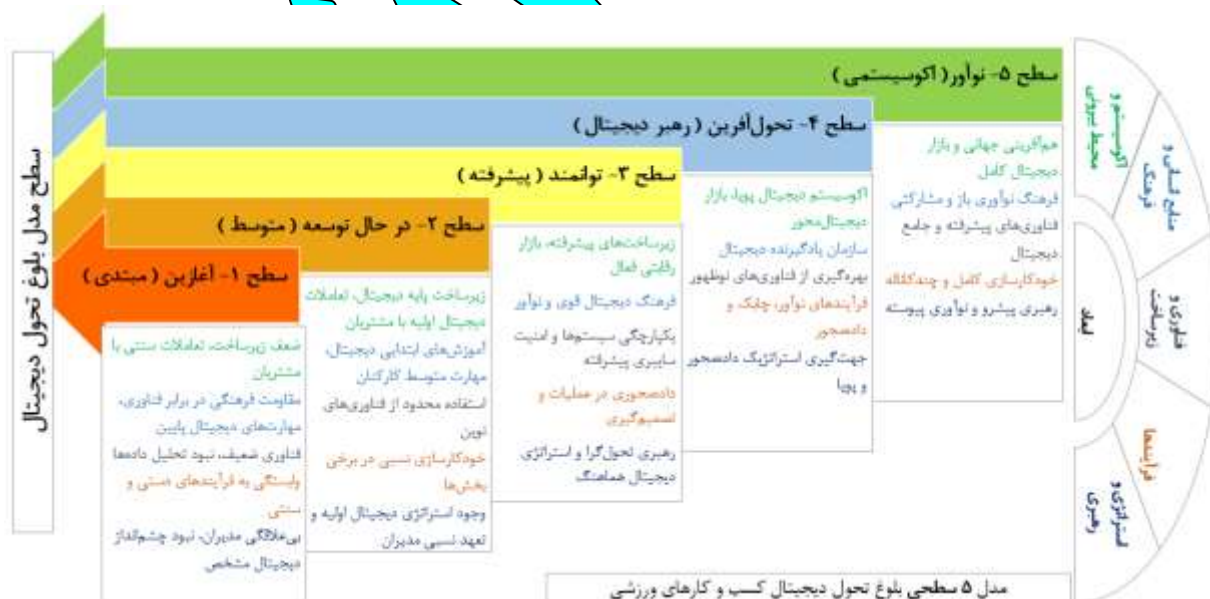 سطح ۵- نوآور( اکوسیستمی )
سطح ۴- تحول‌آفرین ( رهبر دیجیتال )
سطح ۳- توانمند ( پیشرفته )
سطح ۲- در حال توسعه ( متوسط )
سطح ۱- آغازین ( مبتدی )
سطح مدل بلوغ تحول دیجیتال
اکوسیستم و
محیط بیرونی
منابع انسانی و
فرهنگ
فناوری و
زیرساخت
فرآیندها
استراتژی و
رهبری
ابعاد
هم‌آفرینی جهانی و بازار
دیجیتال کامل
فرهنگ نوآوری باز و مشارکتی
فناوری‌های پیشرفته و جامع
دیجیتال
خودکارسازی کامل و چندکاناله
رهبری پیشرو و نوآوری پیوسته
اکوسیستم دیجیتال پویا، بازار
دیجیتال‌محور
سازمان یادگیرنده دیجیتال
بهره‌گیری از فناوری‌های نوظهور
فرآیندهای نوآور، چابک و
داده‌محور
جهت‌گیری استراتژیک داده‌محور
و پویا
زیرساخت‌های پیشرفته، بازار
رقابتی فعال
فرهنگ دیجیتال قوی و نوآور
یکپارچگی سیستم‌ها و امنیت
سایبری پیشرفته
داده‌محوری در عملیات و
تصمیم‌گیری
رهبری تحول‌گرا و استراتژی
دیجیتال هماهنگ
زیرساخت پایه دیجیتال، تعاملات
دیجیتال اولیه با مشتریان
آموزش‌های ابتدایی دیجیتال،
مهارت متوسط کارکنان
استفاده محدود از فناوری‌های
نوین
خودکارسازی نسبی در برخی
بخش‌ها
وجود استراتژی دیجیتال اولیه و
تعهد نسبی مدیران
ضعف زیرساخت، تعاملات سنتی با
مشتریان
مقاومت فرهنگی در برابر فناوری،
مهارت‌های دیجیتال پایین
فناوری ضعیف، نبود تحلیل داده‌ها
وابستگی به فرآیندهای دستی و
سنتی
بی‌علاقگی مدیران، نبود چشم‌انداز
دیجیتال مشخص
مدل ۵ سطحی بلوغ تحول دیجیتال کسب و کارهای ورزشی